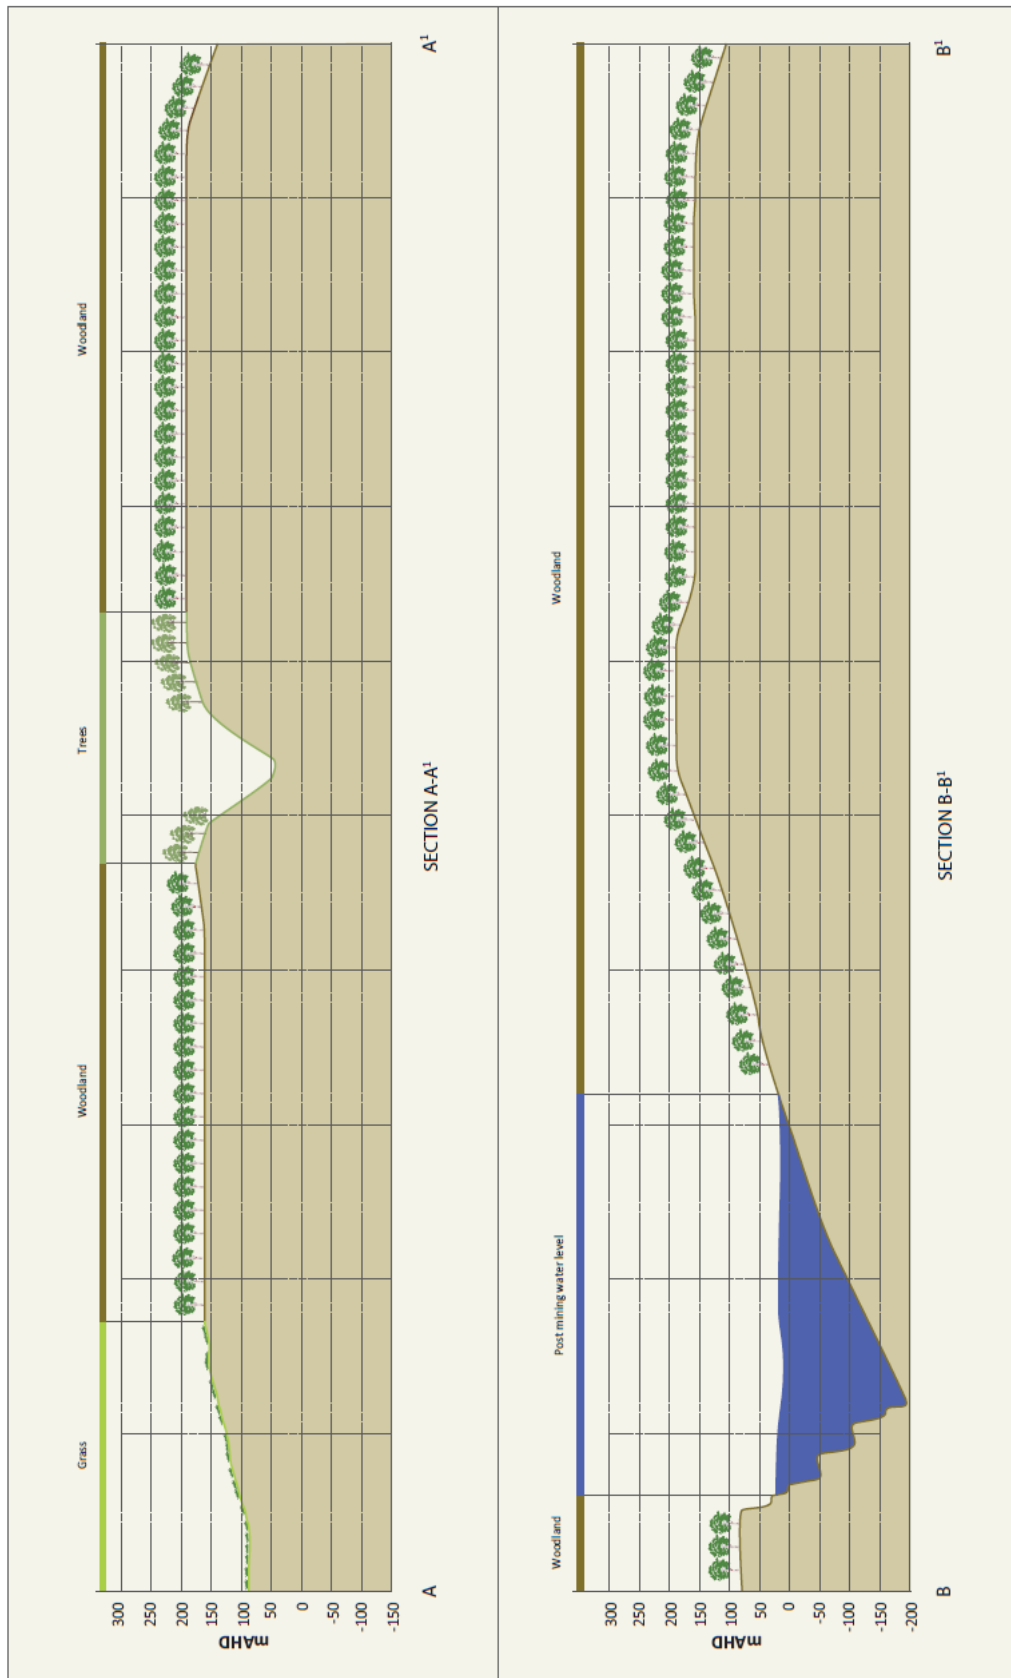 Grass
Woodland
Trees
Woodland
300
250
200
150
100
50
0
-50
-100
-150
mAHD
A
A¹
SECTION A-A¹
Woodland
Post mining water level
Woodland
300
250
200
150
100
50
0
-50
-100
-150
-200
mAHD
B
B¹
SECTION B-B¹